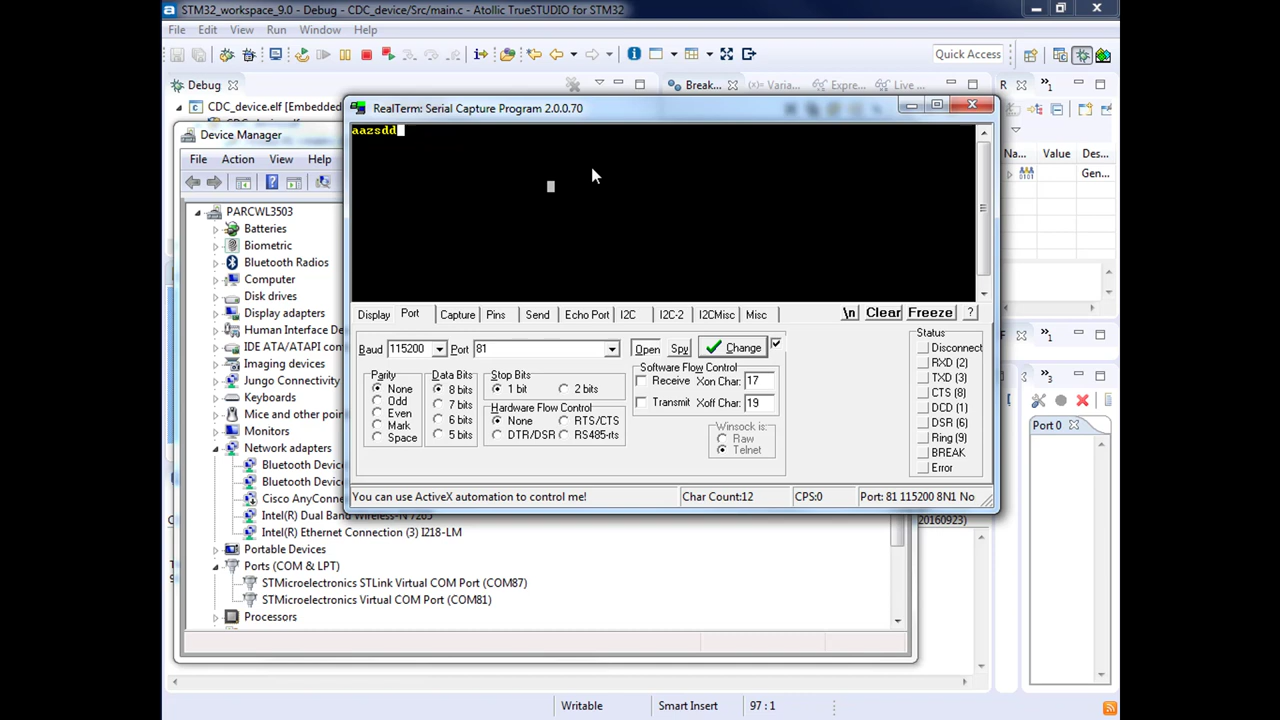 STM32_workspace_9.0 - Debug - CDC_device/Src/main.c - Atollic TrueSTUDIO for STM32
File Edit View Run Window Help
Quick Access
Debug
Break...
Varia...
Expre...
Live ...
R
CDC_device.elf [Embedded
RealTerm: Serial Capture Program 2.0.0.70
aazsdd
Device Manager
File Action View Help
Na... Value Des...
Gen...
PARCWL3503
Batteries
Biometric
Bluetooth Radios
Computer
Disk drives
Display adapters
Human Interface De
IDE ATA/ATAPI con
Imaging devices
Jungo Connectivity
Keyboards
Mice and other poin
Monitors
Network adapters
Bluetooth Devic
Bluetooth Devic
Cisco AnyConne
Intel(R) Ethernet Connection (3) I218-LM
Portable Devices
Ports (COM & LPT)
STMicroelectronics STLink Virtual COM Port (COM87)
STMicroelectronics Virtual COM Port (COM81)
Processors
Display Port Capture Pins Send Echo Port I2C I2C-2 I2CMisc Misc
\n Clear Freeze ?
Baud 115200 Port 81 Open Spy Change
Parity
None
Odd
Even
Mark
Space
Data Bits
8 bits
7 bits
6 bits
5 bits
Stop Bits
1 bit 2 bits
Hardware Flow Control
None RTS/CTS
DTR/DSR RS485-rts
Software Flow Control
Receive Xon Char: 17
Transmit Xoff Char: 19
Winsock is:
Raw
Telnet
Status
Disconnect
RXD (2)
TXD (3)
CTS (8)
DCD (1)
DSR (6)
Ring (9)
BREAK
Error
You can use ActiveX automation to control me! Char Count:12 CPS:0 Port: 81 115200 8N1 No
20160923)
Port 0
Writable Smart Insert 97 : 1